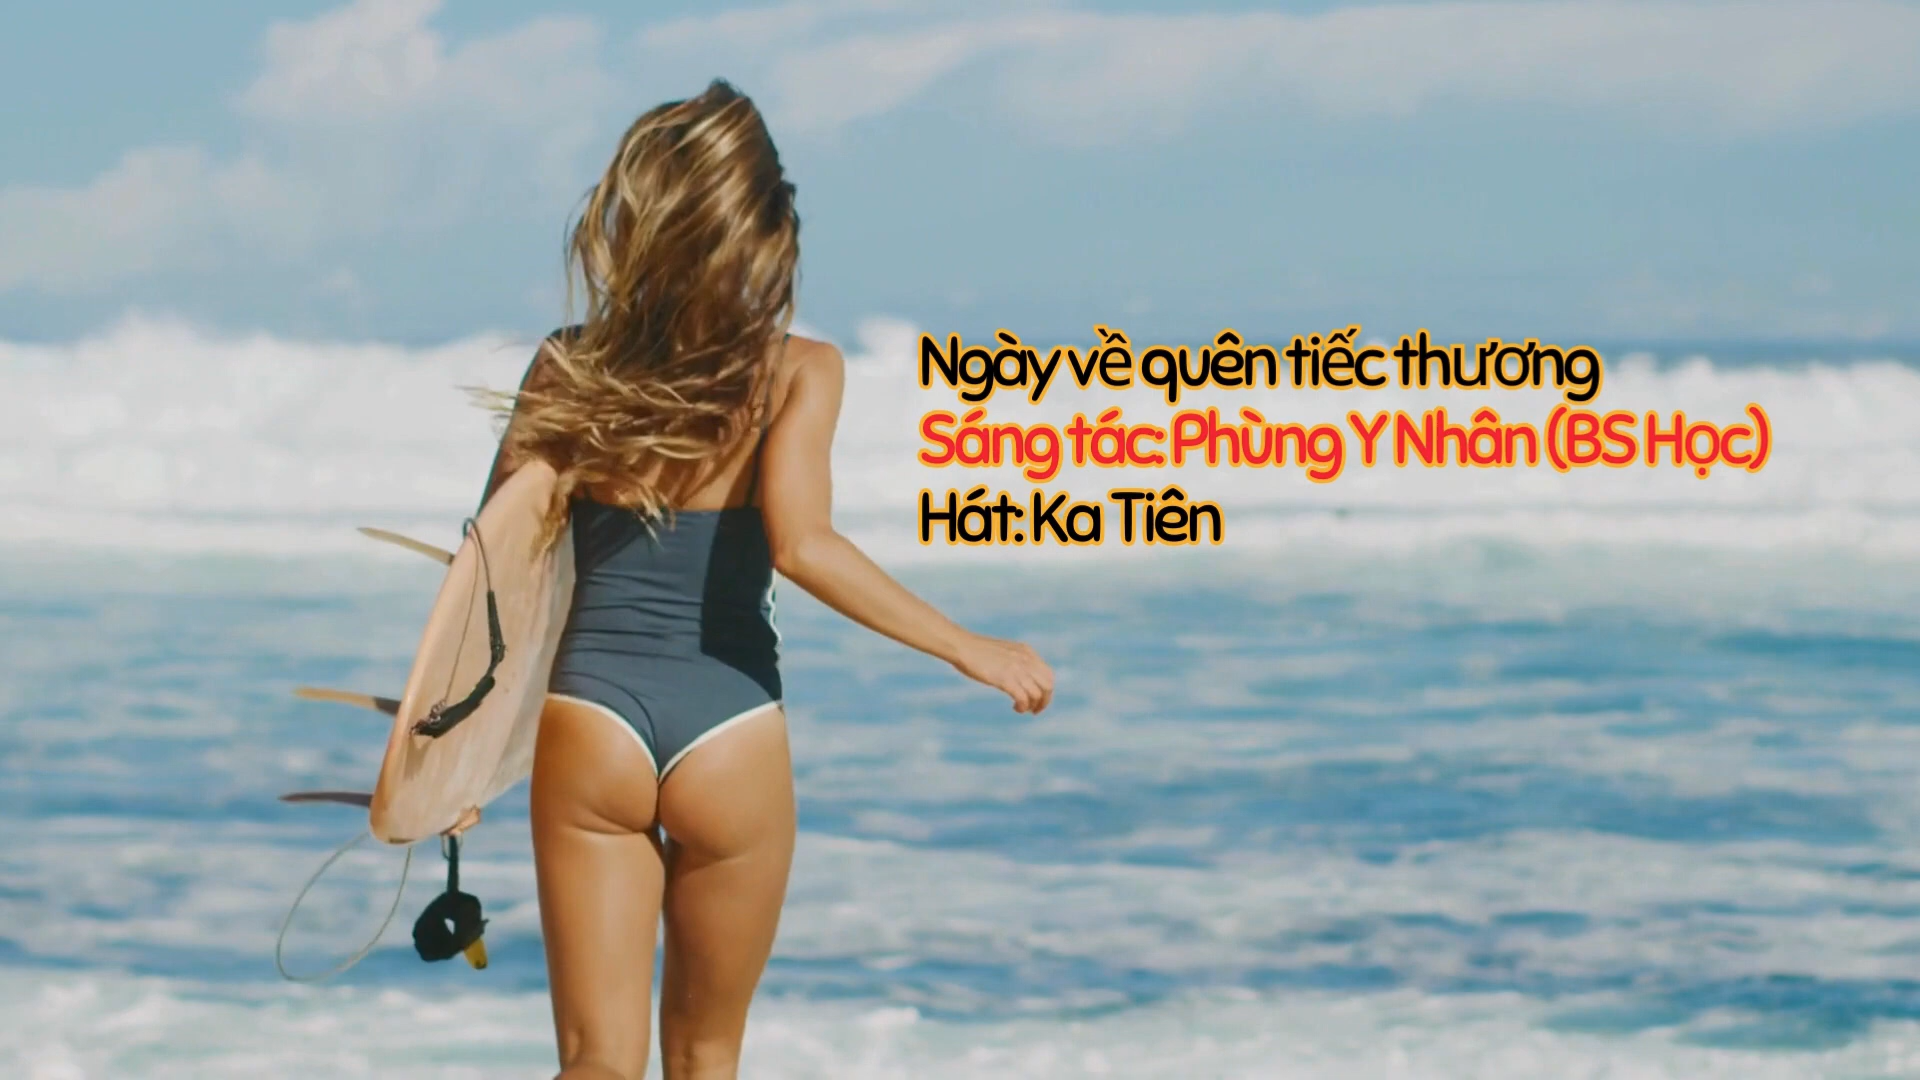 Ngày về quên tiếc thương
Sáng tác: Phùng Y Nhân (BS Học)
Hát: Ka Tiên